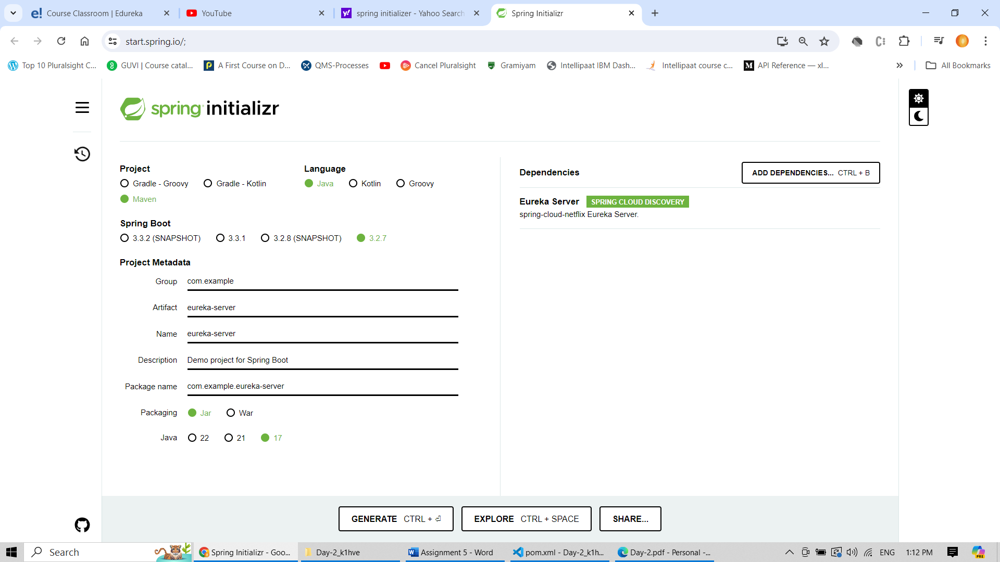 e! Course Classroom | Edureka
YouTube
y! spring initializer - Yahoo Search
Spring Initializr
start.spring.io/;
Top 10 Pluralsight C...
GUVI | Course catal...
A First Course on D...
QMS-Processes
Cancel Pluralsight
Gramiyam
Intellipaat IBM Dash...
Intellipaat course c...
API Reference — xl...
All Bookmarks
spring initializr
Project
Gradle - Groovy
Gradle - Kotlin
Maven
Language
Java
Kotlin
Groovy
Spring Boot
3.3.2 (SNAPSHOT)
3.3.1
3.2.8 (SNAPSHOT)
3.2.7
Project Metadata
Group com.example
Artifact eureka-server
Name eureka-server
Description Demo project for Spring Boot
Package name com.example.eureka-server
Packaging Jar War
Java 22 21 17
Dependencies
ADD DEPENDENCIES... CTRL + B
Eureka Server SPRING CLOUD DISCOVERY
spring-cloud-netflix Eureka Server.
GENERATE CTRL + ⏎
EXPLORE CTRL + SPACE
SHARE...
Search
Spring Initializr - Goo...
Day-2_k1hve
Assignment 5 - Word
pom.xml - Day-2_k1h...
Day-2.pdf - Personal -...
ENG
1:12 PM
PRE